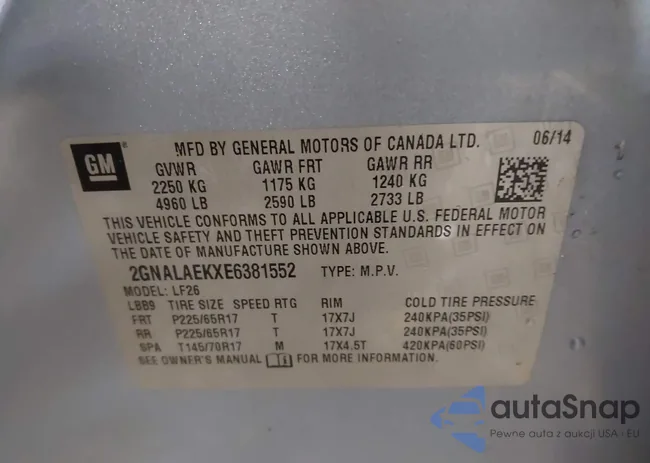 MFD BY GENERAL MOTORS OF CANADA LTD. 06/14
GM
GVWR GAWR FRT GAWR RR
2250 KG 1175 KG 1240 KG
4960 LB 2590 LB 2733 LB
THIS VEHICLE CONFORMS TO ALL APPLICABLE U.S. FEDERAL MOTOR
VEHICLE SAFETY AND THEFT PREVENTION STANDARDS IN EFFECT ON
THE DATE OF MANUFACTURE SHOWN ABOVE.
2GNALAEKXE6381552 TYPE: M.P.V.
MODEL: LF26
LBB9 TIRE SIZE SPEED RTG RIM COLD TIRE PRESSURE
FRT P225/65R17 T 17X7J 240KPA(35PSI)
RR P225/65R17 T 17X7J 240KPA(35PSI)
SPA T145/70R17 M 17X4.5T 420KPA(60PSI)
SEE OWNER'S MANUAL FOR MORE INFORMATION.
autaSnap
Pewne auta z aukcji USA - EU